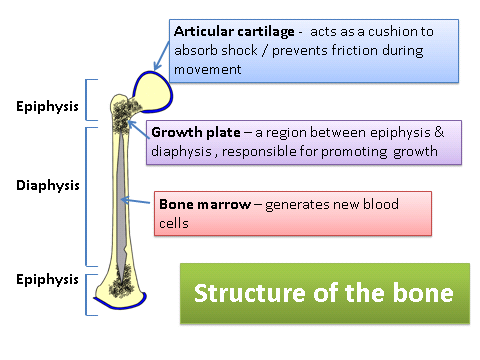 Articular cartilage - acts as a cushion to
absorb shock / prevents friction during
movement
Epiphysis
Growth plate – a region between epiphysis &
diaphysis , responsible for promoting growth
Diaphysis
Bone marrow – generates new blood
cells
Epiphysis
Structure of the bone